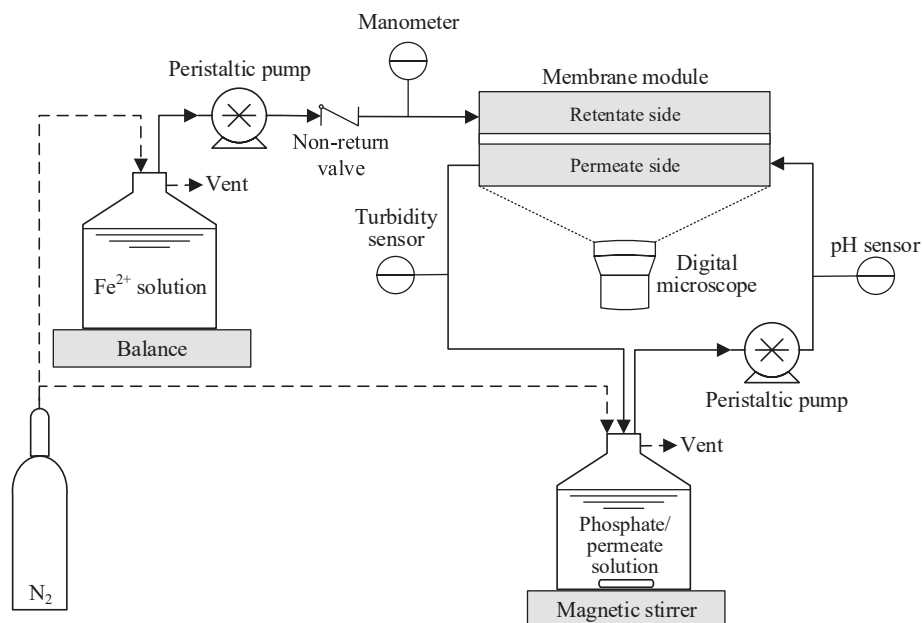 Manometer
Peristaltic pump
Membrane module
Retentate side
Non-return
valve
Permeate side
Vent
Turbidity
sensor
pH sensor
Digital
microscope
Fe²⁺ solution
Balance
Peristaltic pump
Vent
Phosphate/
permeate
solution
N₂
Magnetic stirrer